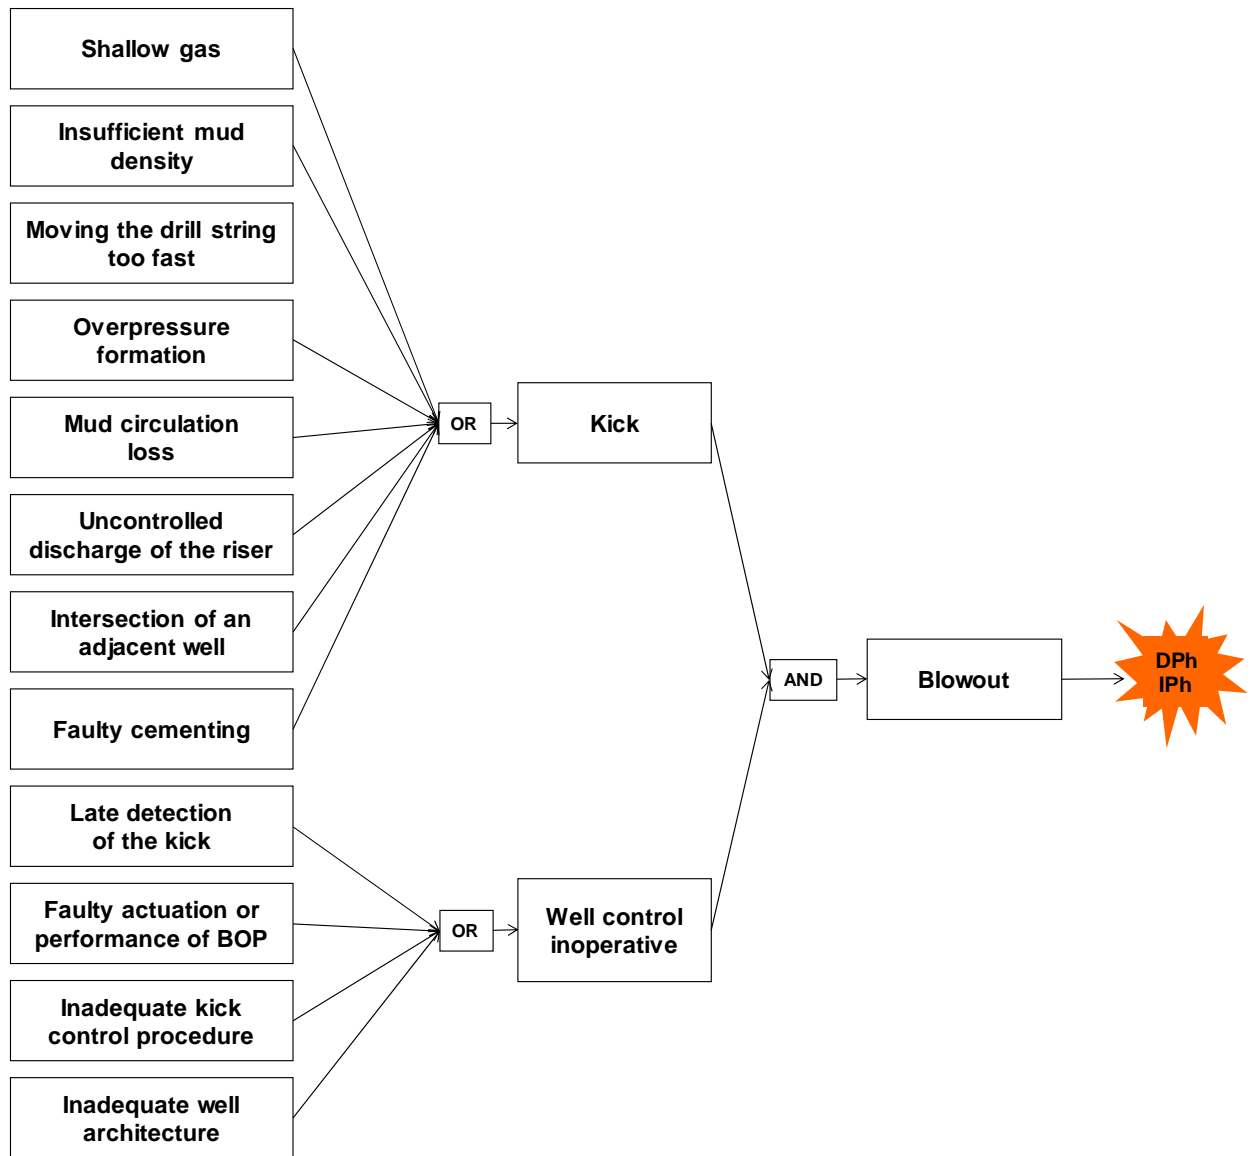 Shallow gas
Insufficient mud
density
Moving the drill string
too fast
Overpressure
formation
Mud circulation
loss
Uncontrolled
discharge of the riser
Intersection of an
adjacent well
Faulty cementing
Late detection
of the kick
Faulty actuation or
performance of BOP
Inadequate kick
control procedure
Inadequate well
architecture
OR
Kick
OR
Well control
inoperative
AND
Blowout
DPh
IPh